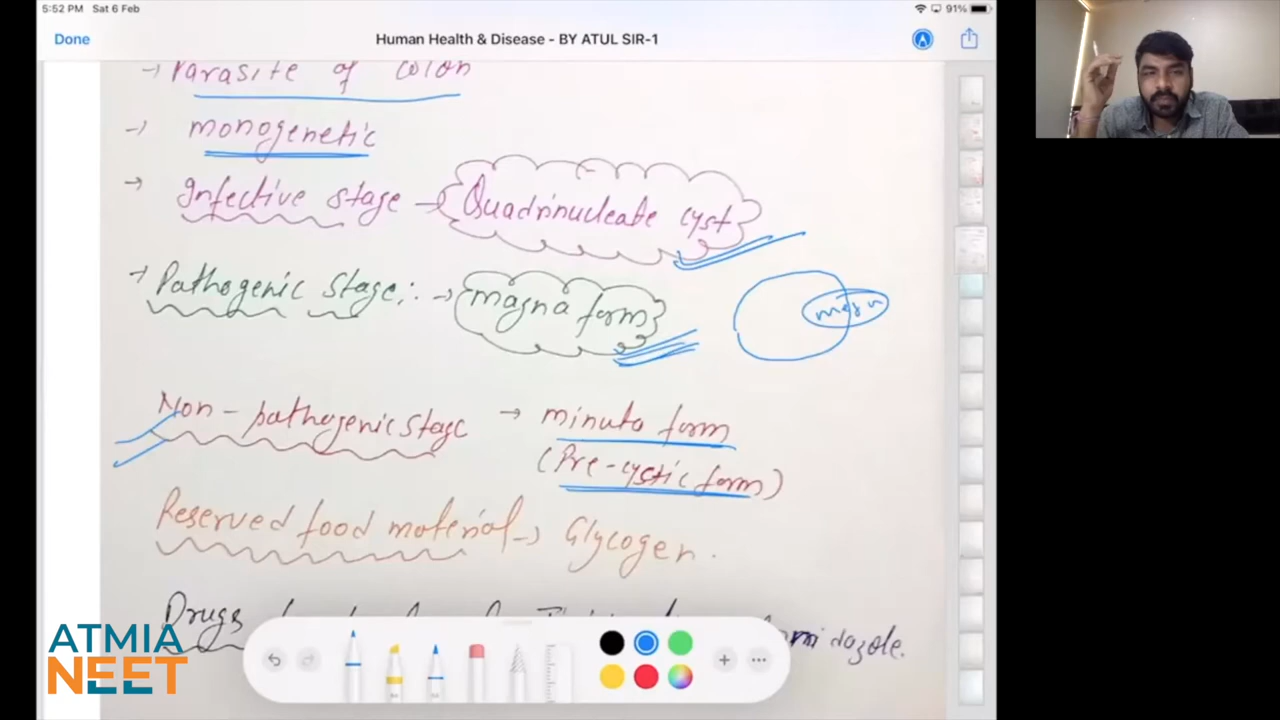 5:52 PM Sat 6 Feb
91%
Done
Human Health & Disease - BY ATUL SIR-1
→ Parasite of colon
→ monogenetic
→ Infective stage → Quadrinucleate cyst
→ Pathogenic stage:. → magna form
Non-pathogenic stage → minuta form
(Pre-cystic form)
Reserved food material → Glycogen.
Drugs
ATMIA
NEET